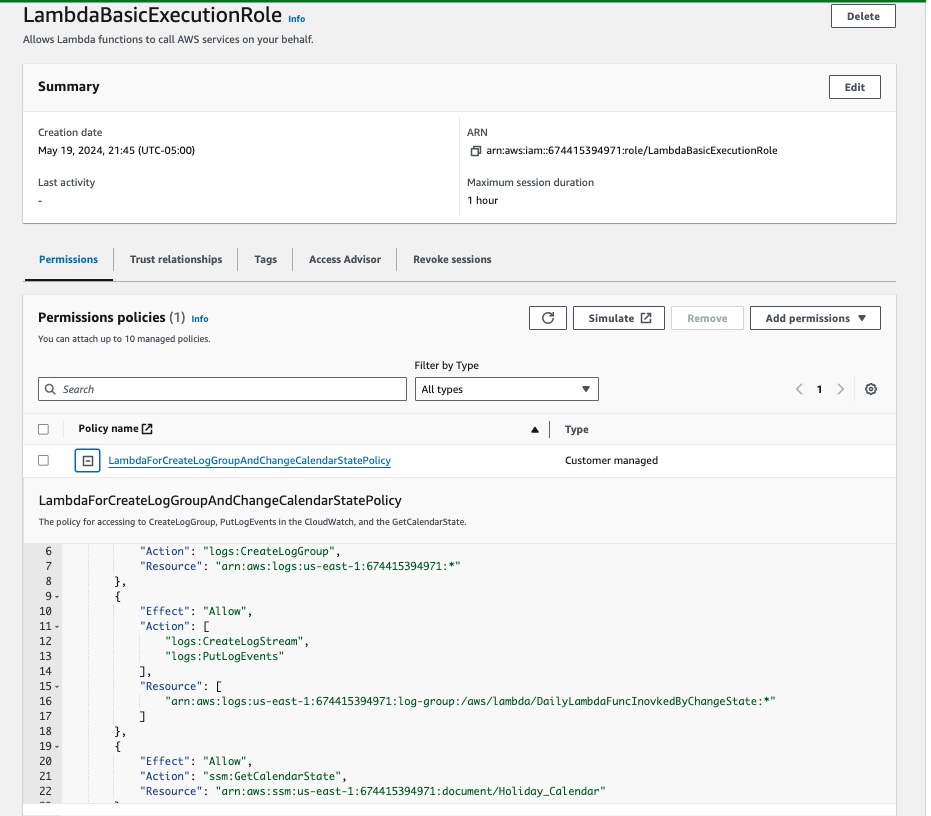 LambdaBasicExecutionRole Info
Delete
Allows Lambda functions to call AWS services on your behalf.
Summary
Edit
Creation date
May 19, 2024, 21:45 (UTC-05:00)
ARN
arn:aws:iam::674415394971:role/LambdaBasicExecutionRole
Last activity
-
Maximum session duration
1 hour
Permissions
Trust relationships
Tags
Access Advisor
Revoke sessions
Permissions policies (1) Info
Simulate
Remove
Add permissions
You can attach up to 10 managed policies.
Filter by Type
Search
All types
1
Policy name
Type
LambdaForCreateLogGroupAndChangeCalendarStatePolicy
Customer managed
LambdaForCreateLogGroupAndChangeCalendarStatePolicy
The policy for accessing to CreateLogGroup, PutLogEvents in the CloudWatch, and the GetCalendarState.
6 "Action": "logs:CreateLogGroup",
7 "Resource": "arn:aws:logs:us-east-1:674415394971:*"
8 },
9 {
10 "Effect": "Allow",
11 "Action": [
12 "logs:CreateLogStream",
13 "logs:PutLogEvents"
14 ],
15 "Resource": [
16 "arn:aws:logs:us-east-1:674415394971:log-group:/aws/lambda/DailyLambdaFuncInovkedByChangeState:*"
17 ]
18 },
19 {
20 "Effect": "Allow",
21 "Action": "ssm:GetCalendarState",
22 "Resource": "arn:aws:ssm:us-east-1:674415394971:document/Holiday_Calendar"